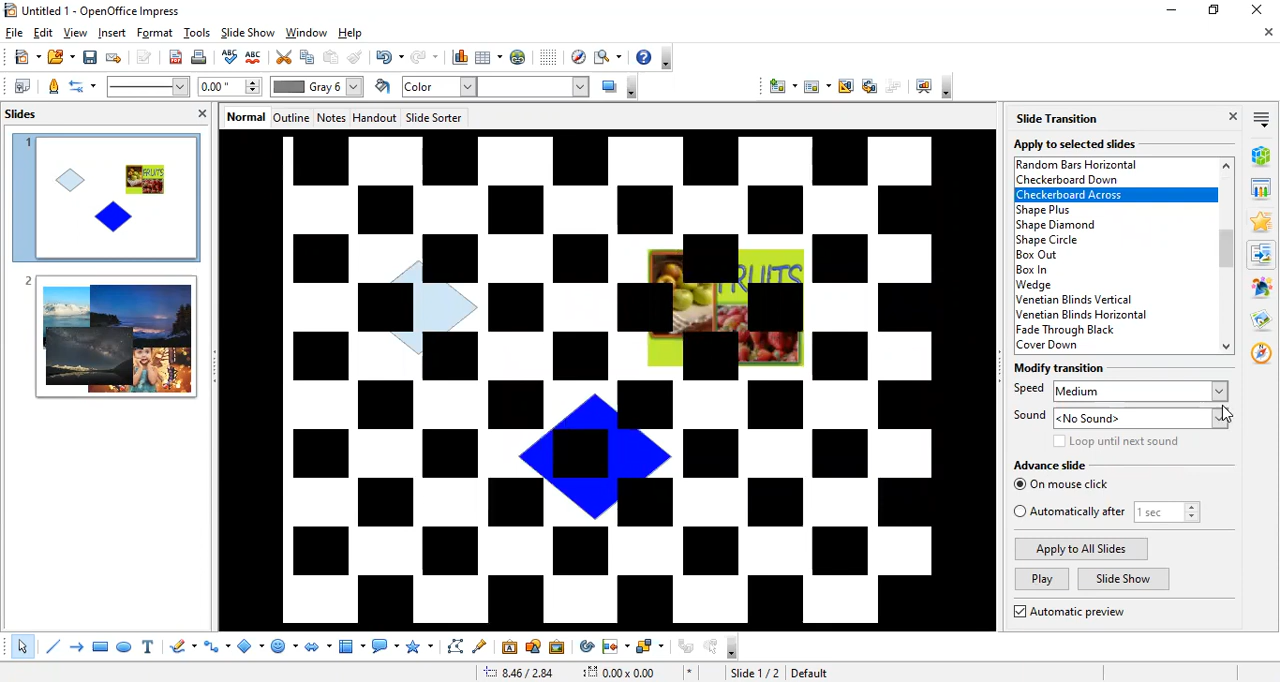 Untitled 1 - OpenOffice Impress
File Edit View Insert Format Tools Slide Show Window Help
0.00 " Gray 6 Color
Slides
Normal Outline Notes Handout Slide Sorter
Slide Transition
Apply to selected slides
Random Bars Horizontal
Checkerboard Down
Checkerboard Across
Shape Plus
Shape Diamond
Shape Circle
Box Out
Box In
Wedge
Venetian Blinds Vertical
Venetian Blinds Horizontal
Fade Through Black
Cover Down
Modify transition
Speed Medium
Sound <No Sound>
Loop until next sound
Advance slide
On mouse click
Automatically after 1 sec
Apply to All Slides
Play Slide Show
Automatic preview
1
FRUITS
2
FRUITS
8.46 / 2.84 0.00 x 0.00 * Slide 1 / 2 Default